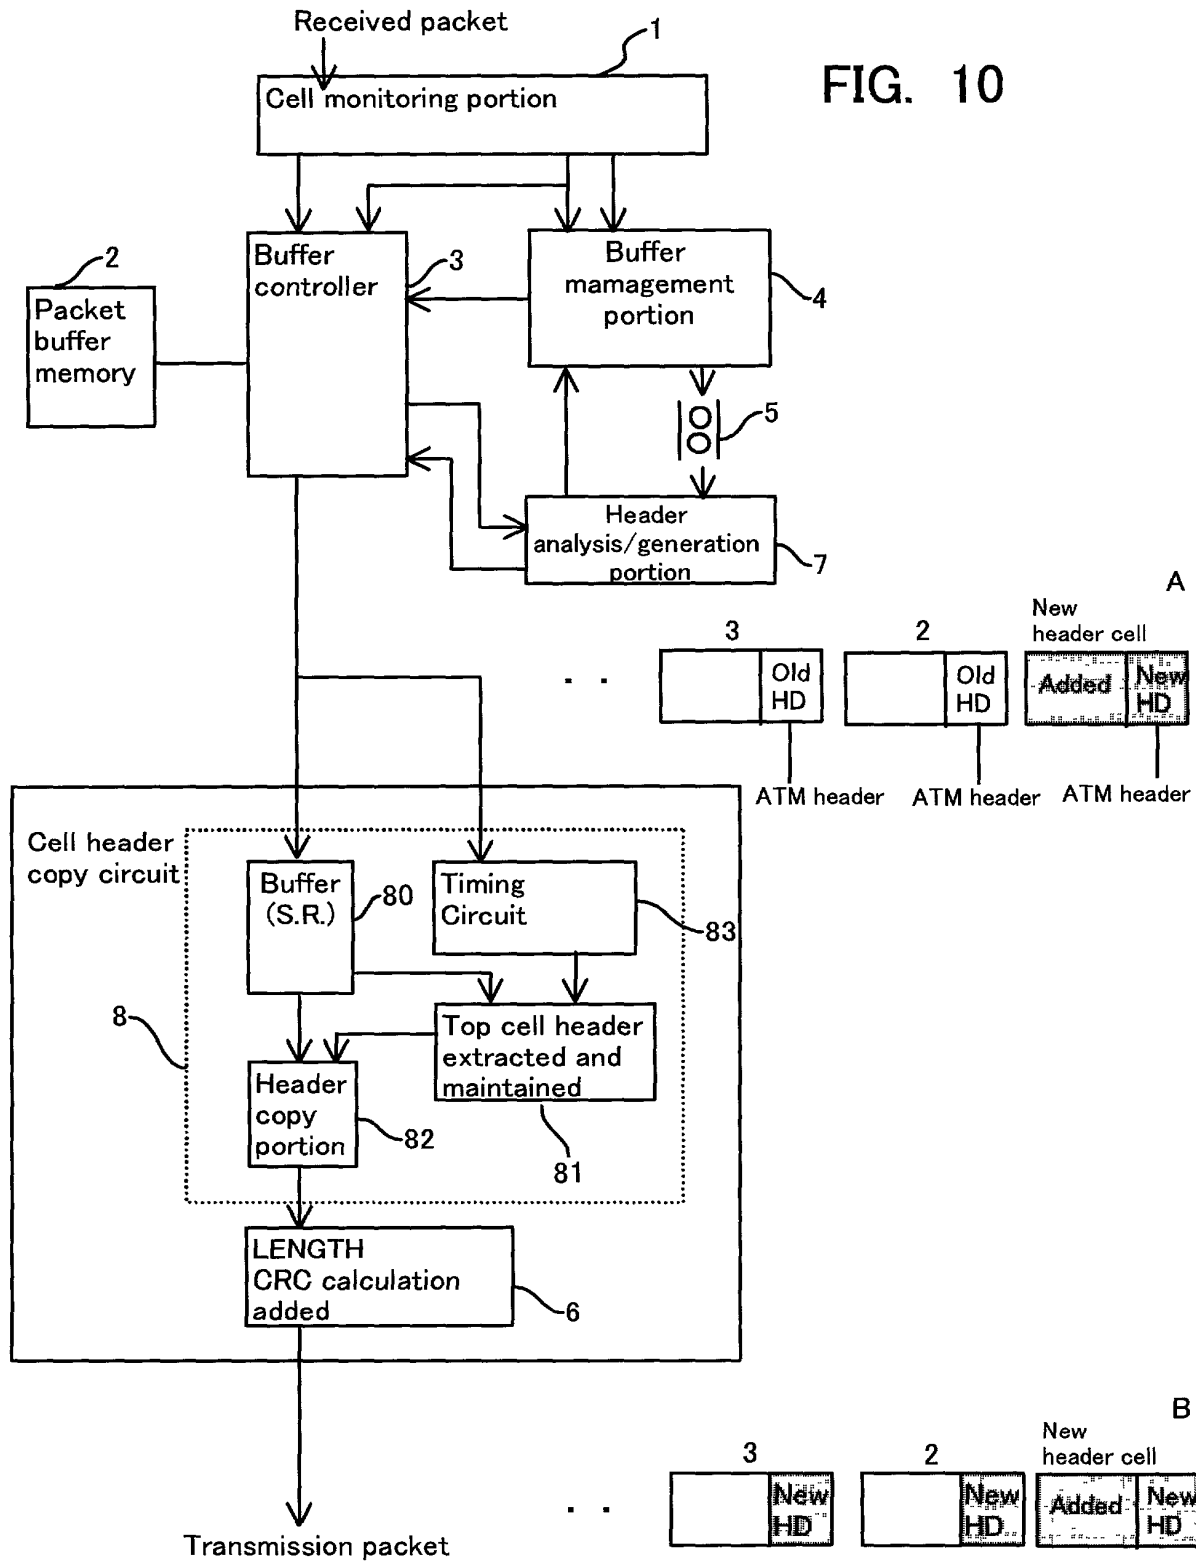 Received packet
1
FIG. 10
Cell monitoring portion
2
Packet
buffer
memory
Buffer
controller
3
Buffer
mamagement
portion
4
5
Header
analysis/generation
portion
7
A
3
2
New
header cell
Old
HD
Old
HD
Added
New
HD
. .
ATM header
ATM header
ATM header
Cell header
copy circuit
Buffer
(S.R.)
80
Timing
Circuit
83
8
Top cell header
extracted and
maintained
81
Header
copy
portion
82
LENGTH
CRC calculation
added
6
Transmission packet
B
3
2
New
header cell
. .
New
HD
New
HD
Added
New
HD